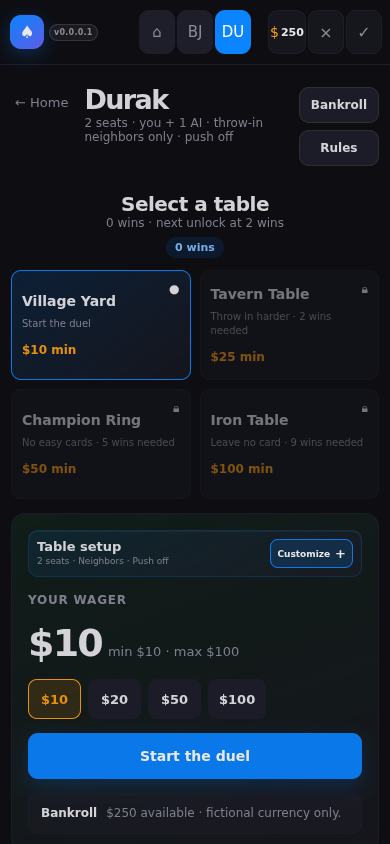 ♠ v0.0.0.1 ⌂ BJ DU $ 250 × ✓
← Home
Durak
2 seats · you + 1 AI · throw-in
neighbors only · push off
Bankroll
Rules
Select a table
0 wins · next unlock at 2 wins
0 wins
Village Yard
Start the duel
$10 min
Tavern Table
Throw in harder · 2 wins
needed
$25 min
Champion Ring
No easy cards · 5 wins needed
$50 min
Iron Table
Leave no card · 9 wins needed
$100 min
Table setup
2 seats · Neighbors · Push off
Customize +
YOUR WAGER
$10 min $10 · max $100
$10 $20 $50 $100
Start the duel
Bankroll $250 available · fictional currency only.